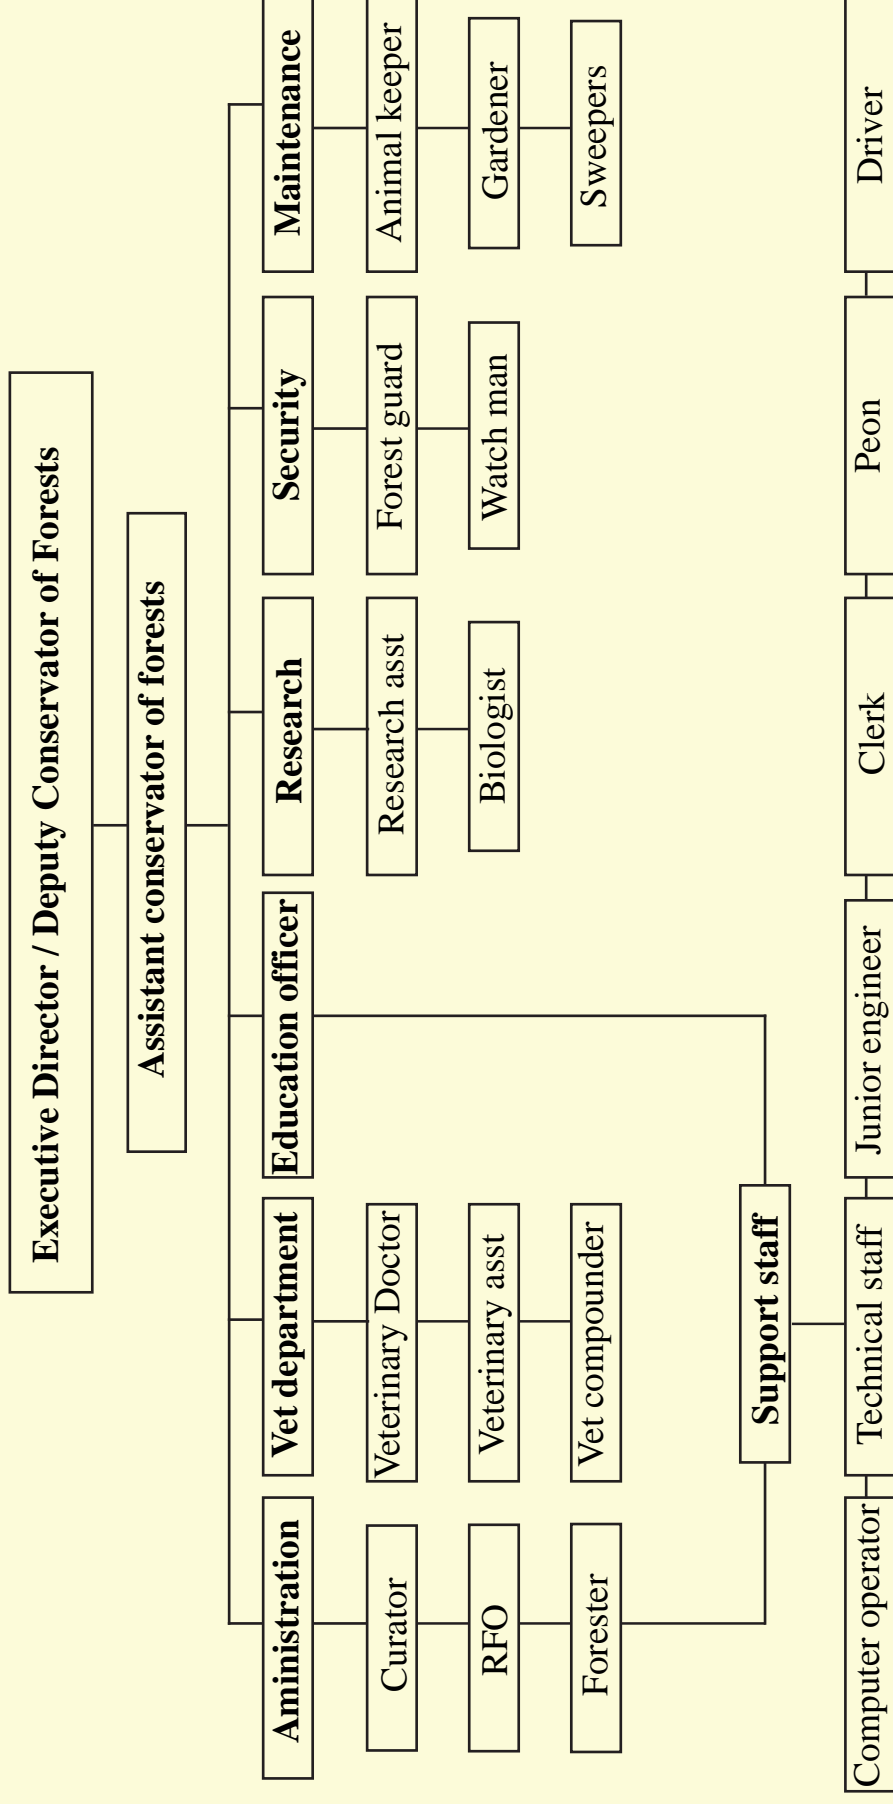 Executive Director / Deputy Conservator of Forests
Assistant conservator of forests
Aministration
Vet department
Education officer
Research
Security
Maintenance
Curator
Veterinary Doctor
Research asst
Forest guard
Animal keeper
RFO
Veterinary asst
Biologist
Watch man
Gardener
Forester
Vet compounder
Sweepers
Support staff
Computer operator
Technical staff
Junior engineer
Clerk
Peon
Driver